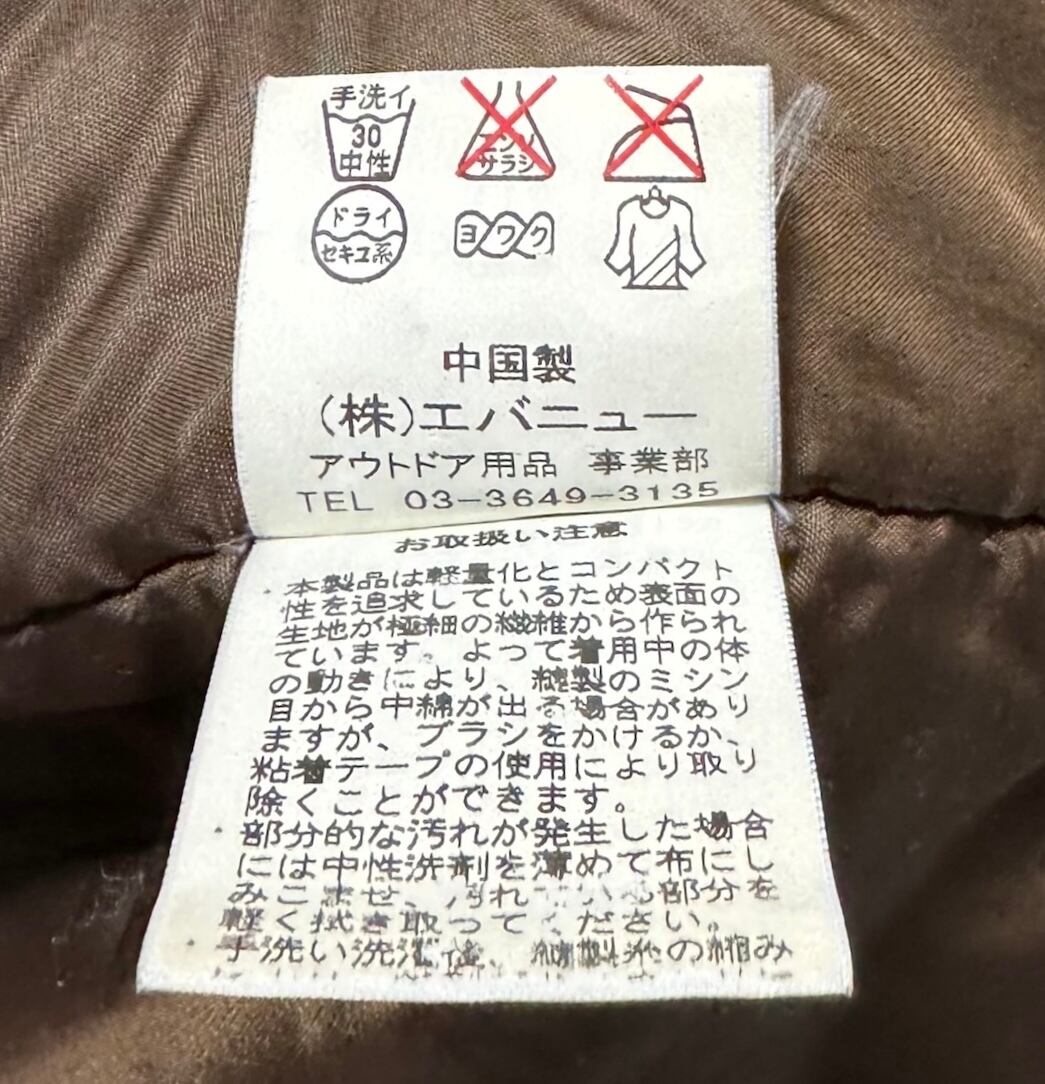 手洗イ
30
中性
エンソ
サラシ
ドライ
セキユ系
ヨワク
中国製
(株)エバニュー
アウトドア用品 事業部
TEL 03-3649-3135
お取扱い注意
・本製品は軽量化とコンパクト
性を追求しているため表面の
生地が極細の繊維から作られ
ています。よって着用中の体
の動きにより、縫製のミシン
目から中綿が出る場合があり
ますが、ブラシをかけるか、
粘着テープの使用により取り
除くことができます。
・部分的な汚れが発生した場合
には中性洗剤を薄めて布にし
みこませ、汚れている部分を
軽く拭き取ってください。
・手洗い洗濯後、の